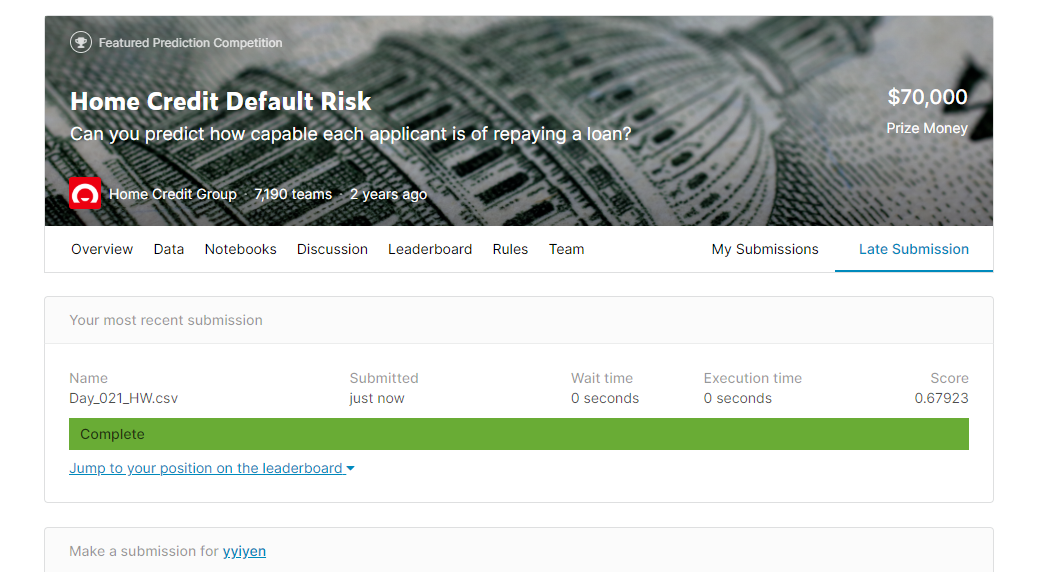 Featured Prediction Competition
Home Credit Default Risk
$70,000
Can you predict how capable each applicant is of repaying a loan?
Prize Money
Home Credit Group · 7,190 teams · 2 years ago
Overview Data Notebooks Discussion Leaderboard Rules Team My Submissions Late Submission
Your most recent submission
Name Submitted Wait time Execution time Score
Day_021_HW.csv just now 0 seconds 0 seconds 0.67923
Complete
Jump to your position on the leaderboard
Make a submission for yyiyen